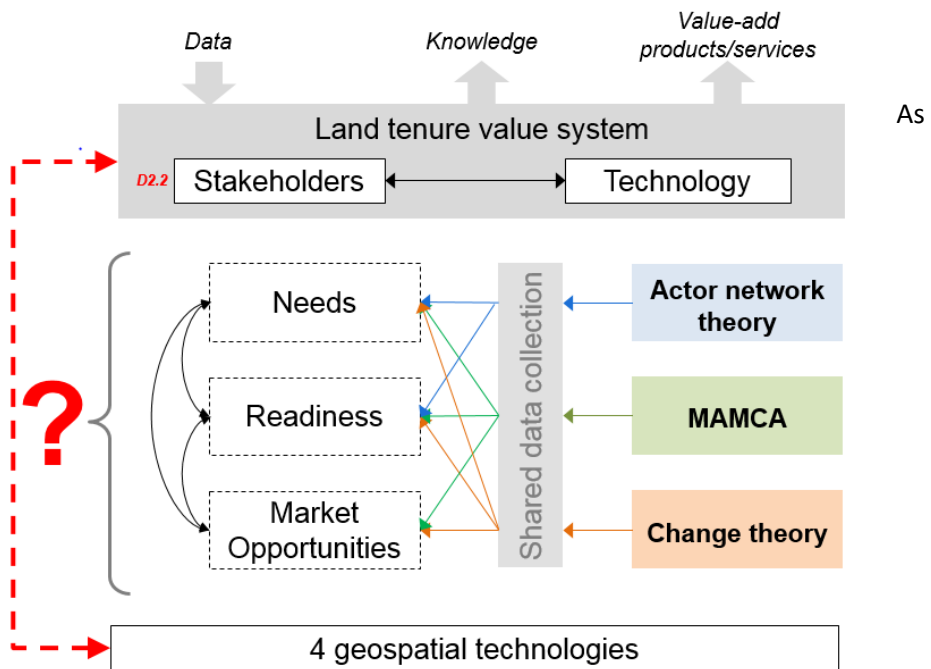 Data
Knowledge
Value-add
products/services
As
Land tenure value system
D2.2
Stakeholders
Technology
?
Needs
Readiness
Market
Opportunities
Shared data collection
Actor network
theory
MAMCA
Change theory
4 geospatial technologies